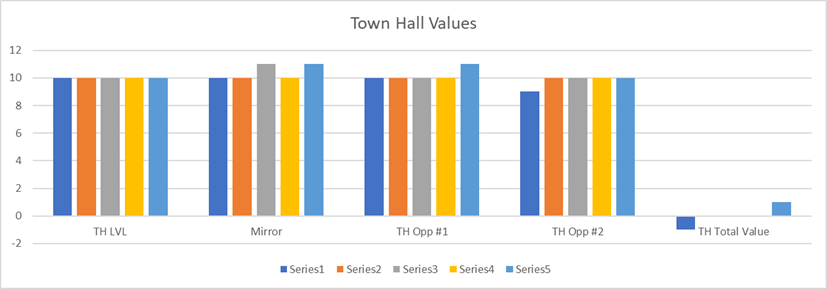 Town Hall Values
12
10
8
6
4
2
0
-2
TH LVL Mirror TH Opp #1 TH Opp #2 TH Total Value
Series1 Series2 Series3 Series4 Series5